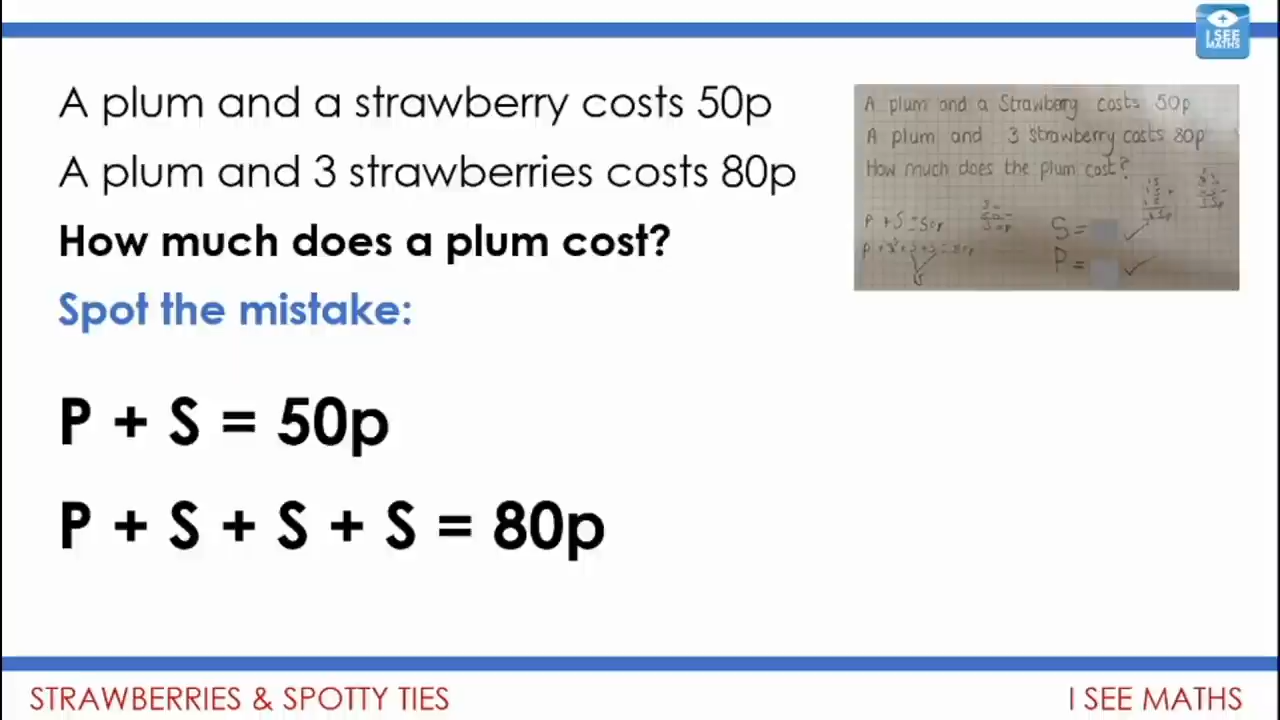 I SEE
MATHS
A plum and a strawberry costs 50p
A plum and 3 strawberries costs 80p
How much does a plum cost?
Spot the mistake:
P + S = 50p
P + S + S + S = 80p
A plum and a Strawberry costs 50p
A plum and 3 strawberry costs 80p
How much does the plum cost?
P + S = 50p
S =
P =
STRAWBERRIES & SPOTTY TIES
I SEE MATHS